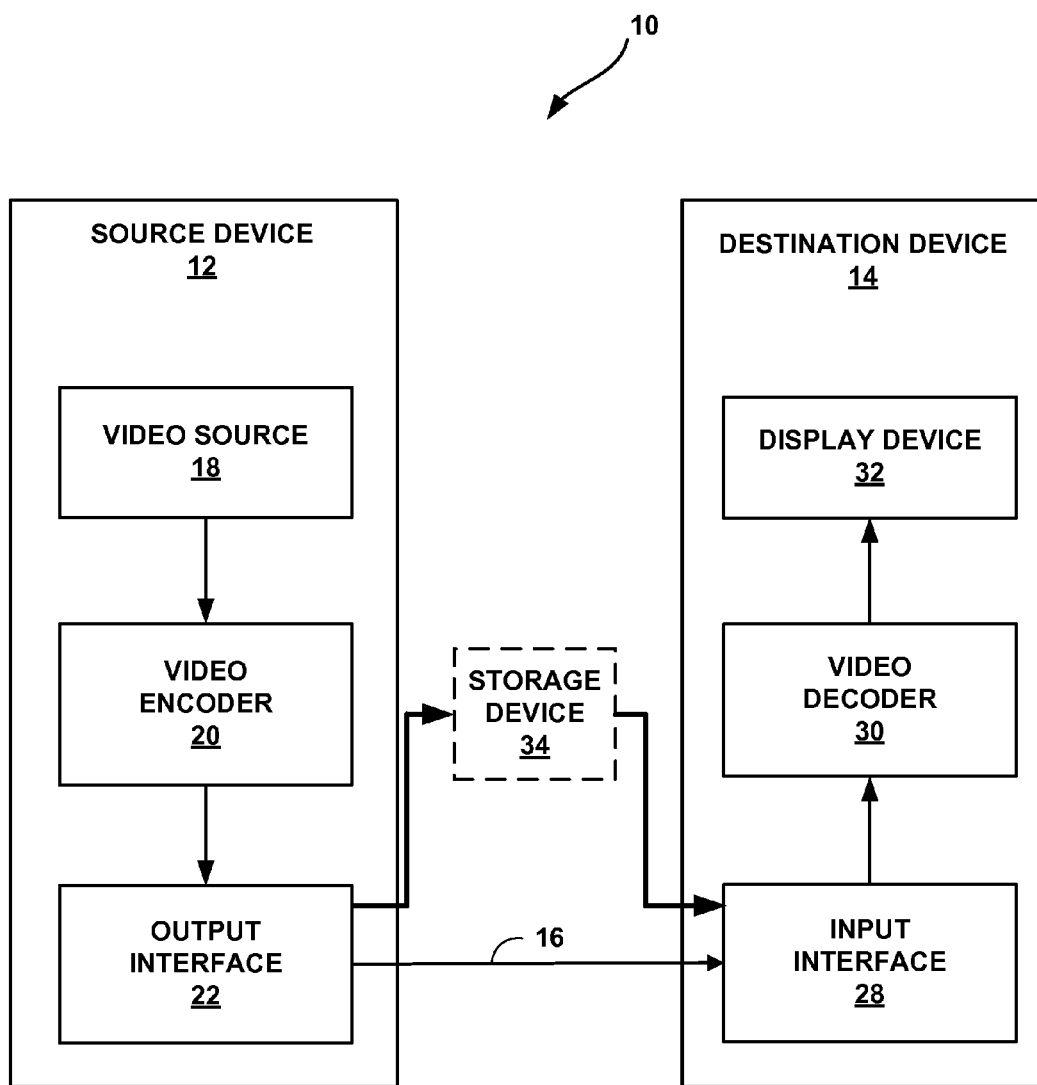 10
SOURCE DEVICE
12
VIDEO SOURCE
18
VIDEO
ENCODER
20
OUTPUT
INTERFACE
22
STORAGE
DEVICE
34
16
DESTINATION DEVICE
14
DISPLAY DEVICE
32
VIDEO
DECODER
30
INPUT
INTERFACE
28